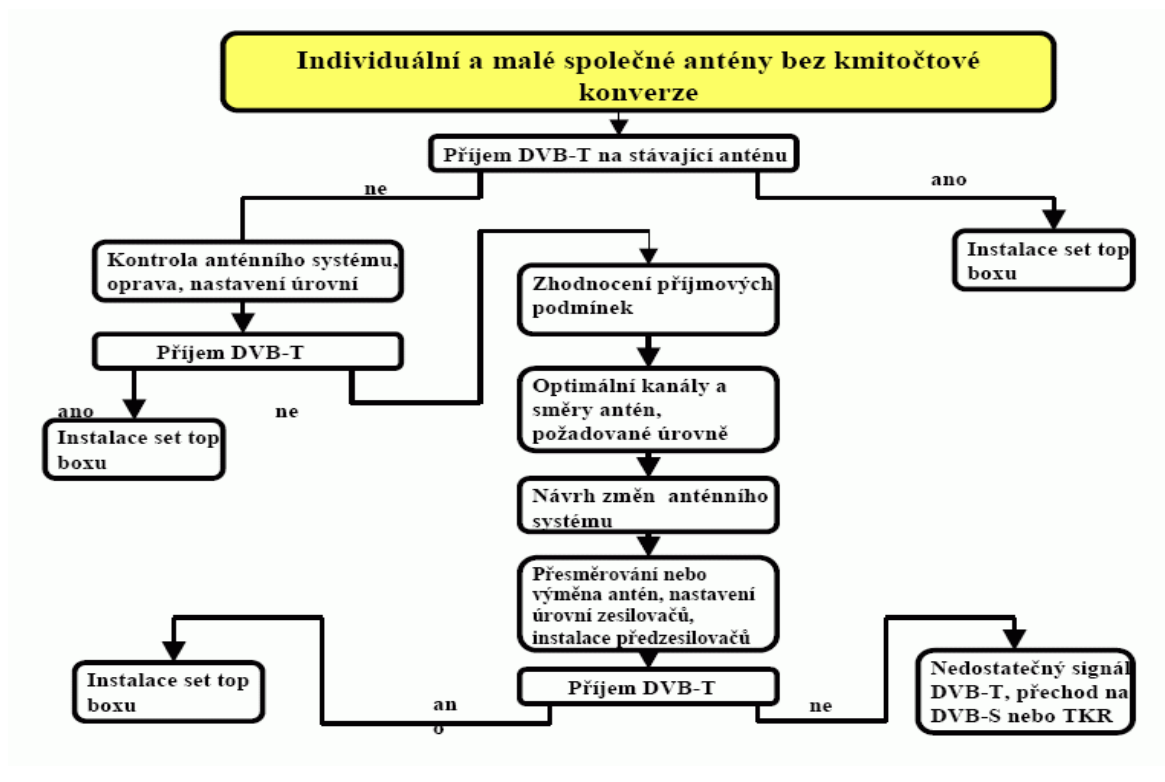 Individuální a malé společné antény bez kmitočtové
konverze
Příjem DVB-T na stávající anténu
ne
ano
Kontrola anténního systému,
oprava, nastavení úrovní
Instalace set top
boxu
Příjem DVB-T
ano
ne
Instalace set top
boxu
Zhodnocení příjmových
podmínek
Optimální kanály a
směry antén,
požadované úrovně
Návrh změn anténního
systému
Přesměrování nebo
výměna antén, nastavení
úrovní zesilovačů,
instalace předzesilovačů
Příjem DVB-T
an
o
ne
Instalace set top
boxu
Nedostatečný signál
DVB-T, přechod na
DVB-S nebo TKR